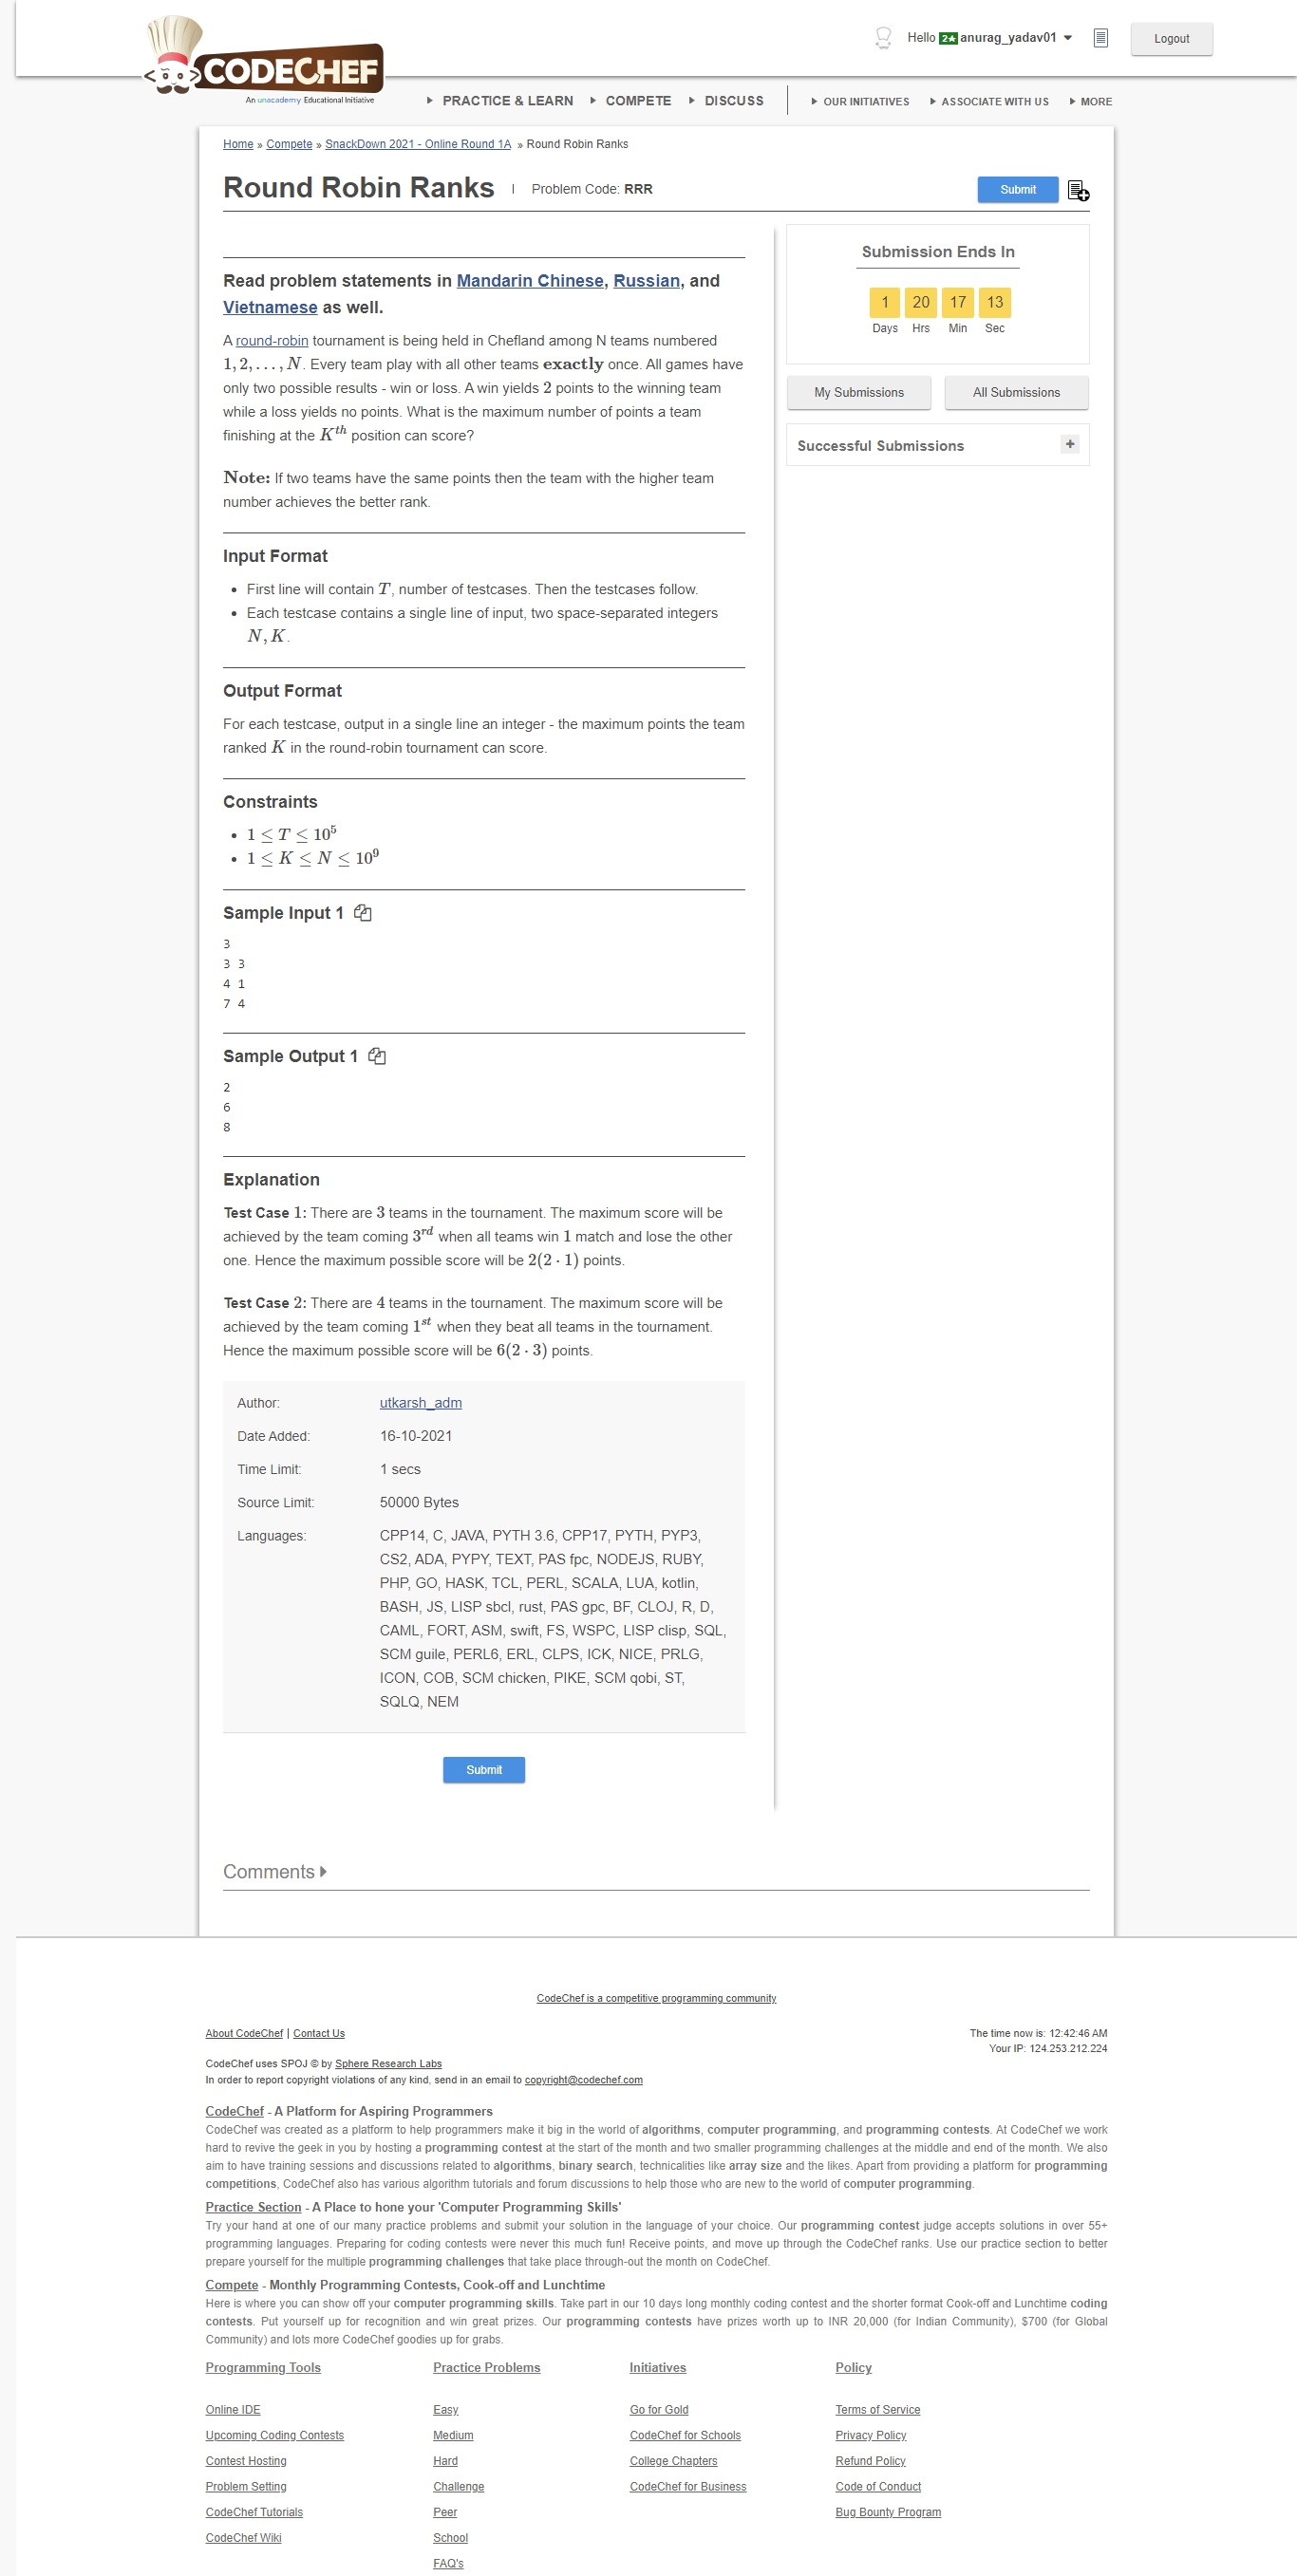 CODECHEF
An unacademy Educational Initiative
Hello 2★ anurag_yadav01
Logout
PRACTICE & LEARN COMPETE DISCUSS OUR INITIATIVES ASSOCIATE WITH US MORE
Home » Compete » SnackDown 2021 - Online Round 1A » Round Robin Ranks
Round Robin Ranks | Problem Code: RRR
Submit
Read problem statements in Mandarin Chinese, Russian, and
Vietnamese as well.
A round-robin tournament is being held in Chefland among N teams numbered
1, 2, . . . , N. Every team play with all other teams exactly once. All games have
only two possible results - win or loss. A win yields 2 points to the winning team
while a loss yields no points. What is the maximum number of points a team
finishing at the K^th position can score?
Note: If two teams have the same points then the team with the higher team
number achieves the better rank.
Input Format
• First line will contain T, number of testcases. Then the testcases follow.
• Each testcase contains a single line of input, two space-separated integers
N, K.
Output Format
For each testcase, output in a single line an integer - the maximum points the team
ranked K in the round-robin tournament can score.
Constraints
• 1 ≤ T ≤ 10^5
• 1 ≤ K ≤ N ≤ 10^9
Sample Input 1
3
3 3
4 1
7 4
Sample Output 1
2
6
8
Explanation
Test Case 1: There are 3 teams in the tournament. The maximum score will be
achieved by the team coming 3^rd when all teams win 1 match and lose the other
one. Hence the maximum possible score will be 2(2 · 1) points.
Test Case 2: There are 4 teams in the tournament. The maximum score will be
achieved by the team coming 1^st when they beat all teams in the tournament.
Hence the maximum possible score will be 6(2 · 3) points.
Author: utkarsh_adm
Date Added: 16-10-2021
Time Limit: 1 secs
Source Limit: 50000 Bytes
Languages: CPP14, C, JAVA, PYTH 3.6, CPP17, PYTH, PYP3,
CS2, ADA, PYPY, TEXT, PAS fpc, NODEJS, RUBY,
PHP, GO, HASK, TCL, PERL, SCALA, LUA, kotlin,
BASH, JS, LISP sbcl, rust, PAS gpc, BF, CLOJ, R, D,
CAML, FORT, ASM, swift, FS, WSPC, LISP clisp, SQL,
SCM guile, PERL6, ERL, CLPS, ICK, NICE, PRLG,
ICON, COB, SCM chicken, PIKE, SCM qobi, ST,
SQLQ, NEM
Submit
Submission Ends In
1 20 17 13
Days Hrs Min Sec
My Submissions All Submissions
Successful Submissions +
Comments
CodeChef is a competitive programming community
About CodeChef | Contact Us
The time now is: 12:42:46 AM
Your IP: 124.253.212.224
CodeChef uses SPOJ © by Sphere Research Labs
In order to report copyright violations of any kind, send in an email to copyright@codechef.com
CodeChef - A Platform for Aspiring Programmers
CodeChef was created as a platform to help programmers make it big in the world of algorithms, computer programming, and programming contests. At CodeChef we work
hard to revive the geek in you by hosting a programming contest at the start of the month and two smaller programming challenges at the middle and end of the month. We also
aim to have training sessions and discussions related to algorithms, binary search, technicalities like array size and the likes. Apart from providing a platform for programming
competitions, CodeChef also has various algorithm tutorials and forum discussions to help those who are new to the world of computer programming.
Practice Section - A Place to hone your 'Computer Programming Skills'
Try your hand at one of our many practice problems and submit your solution in the language of your choice. Our programming contest judge accepts solutions in over 55+
programming languages. Preparing for coding contests were never this much fun! Receive points, and move up through the CodeChef ranks. Use our practice section to better
prepare yourself for the multiple programming challenges that take place through-out the month on CodeChef.
Compete - Monthly Programming Contests, Cook-off and Lunchtime
Here is where you can show off your computer programming skills. Take part in our 10 days long monthly coding contest and the shorter format Cook-off and Lunchtime coding
contests. Put yourself up for recognition and win great prizes. Our programming contests have prizes worth up to INR 20,000 (for Indian Community), $700 (for Global
Community) and lots more CodeChef goodies up for grabs.
Programming Tools Practice Problems Initiatives Policy
Online IDE Easy Go for Gold Terms of Service
Upcoming Coding Contests Medium CodeChef for Schools Privacy Policy
Contest Hosting Hard College Chapters Refund Policy
Problem Setting Challenge CodeChef for Business Code of Conduct
CodeChef Tutorials Peer Bug Bounty Program
CodeChef Wiki School
FAQ's